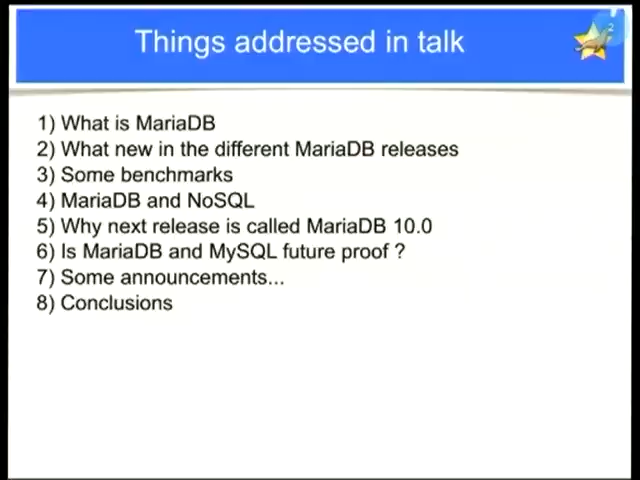 Things addressed in talk
1) What is MariaDB
2) What new in the different MariaDB releases
3) Some benchmarks
4) MariaDB and NoSQL
5) Why next release is called MariaDB 10.0
6) Is MariaDB and MySQL future proof ?
7) Some announcements...
8) Conclusions